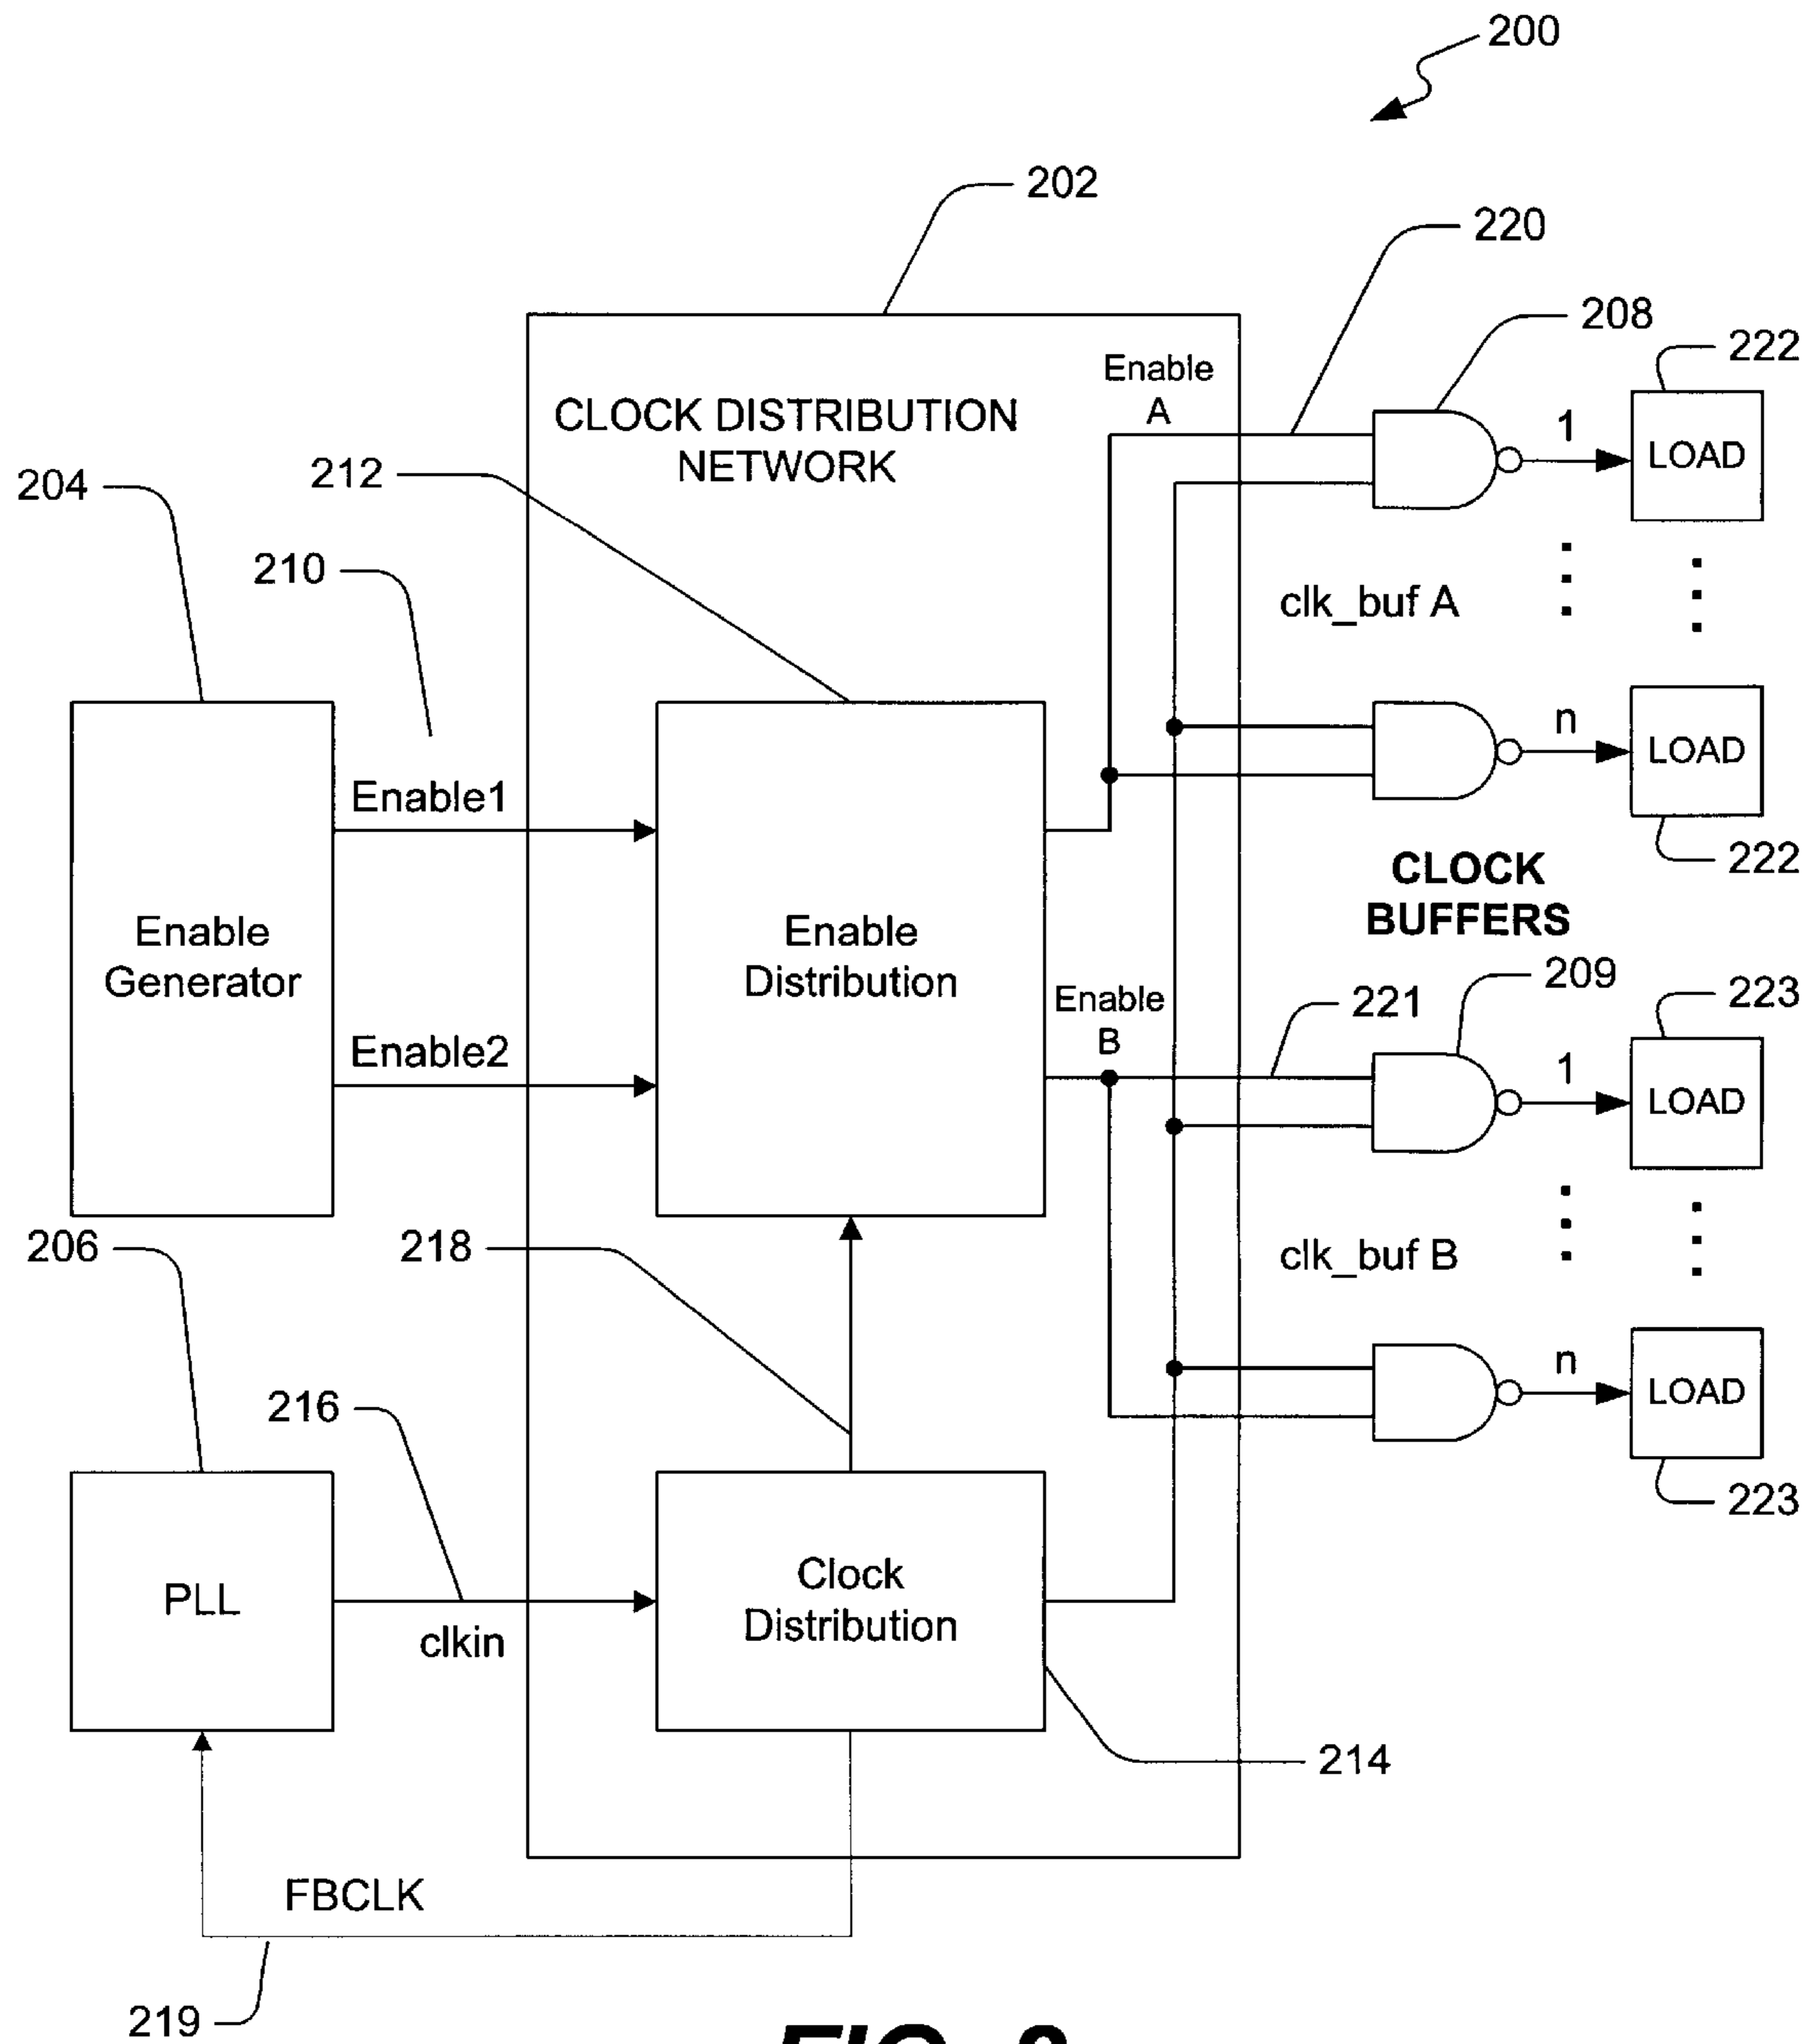 200
202
220
208
222
Enable
A
CLOCK DISTRIBUTION
NETWORK
1
LOAD
212
204
210
clk_buf A
n
LOAD
222
Enable1
CLOCK
BUFFERS
Enable
Generator
Enable
Distribution
209
223
Enable
B
221
Enable2
1
LOAD
206
218
clk_buf B
n
LOAD
223
216
PLL
clkin
Clock
Distribution
214
FBCLK
219